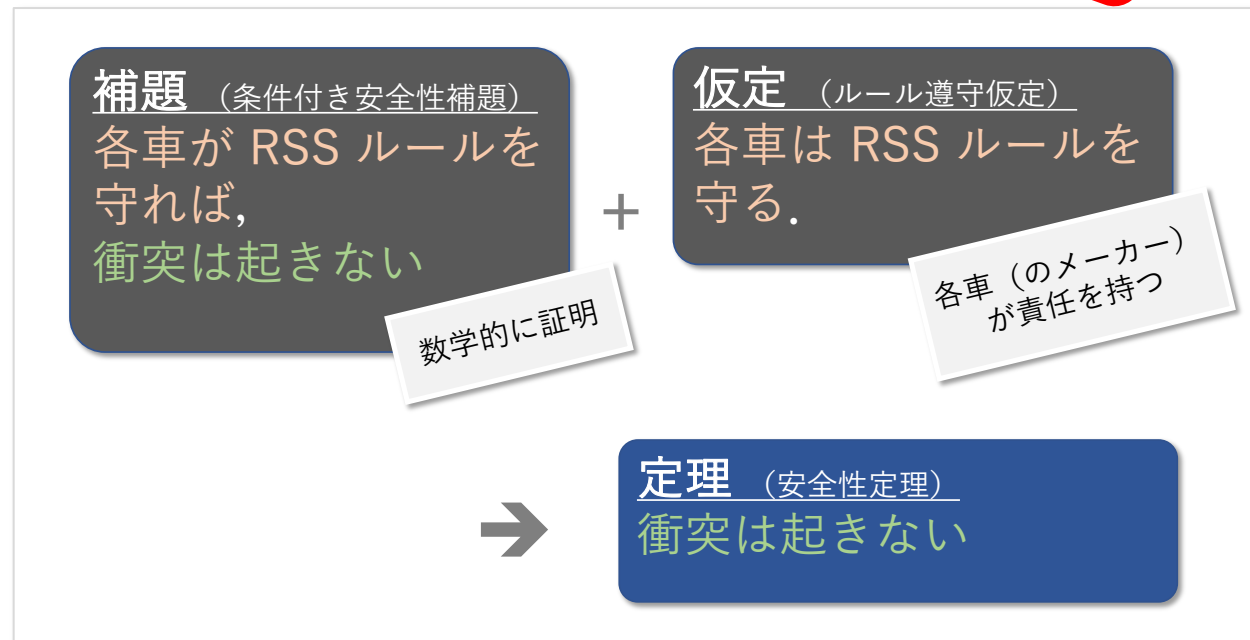 補題 （条件付き安全性補題）
各車が RSS ルールを
守れば,
衝突は起きない
数学的に証明
+
仮定 （ルール遵守仮定）
各車は RSS ルールを
守る.
各車（のメーカー）
が責任を持つ
定理 （安全性定理）
衝突は起きない